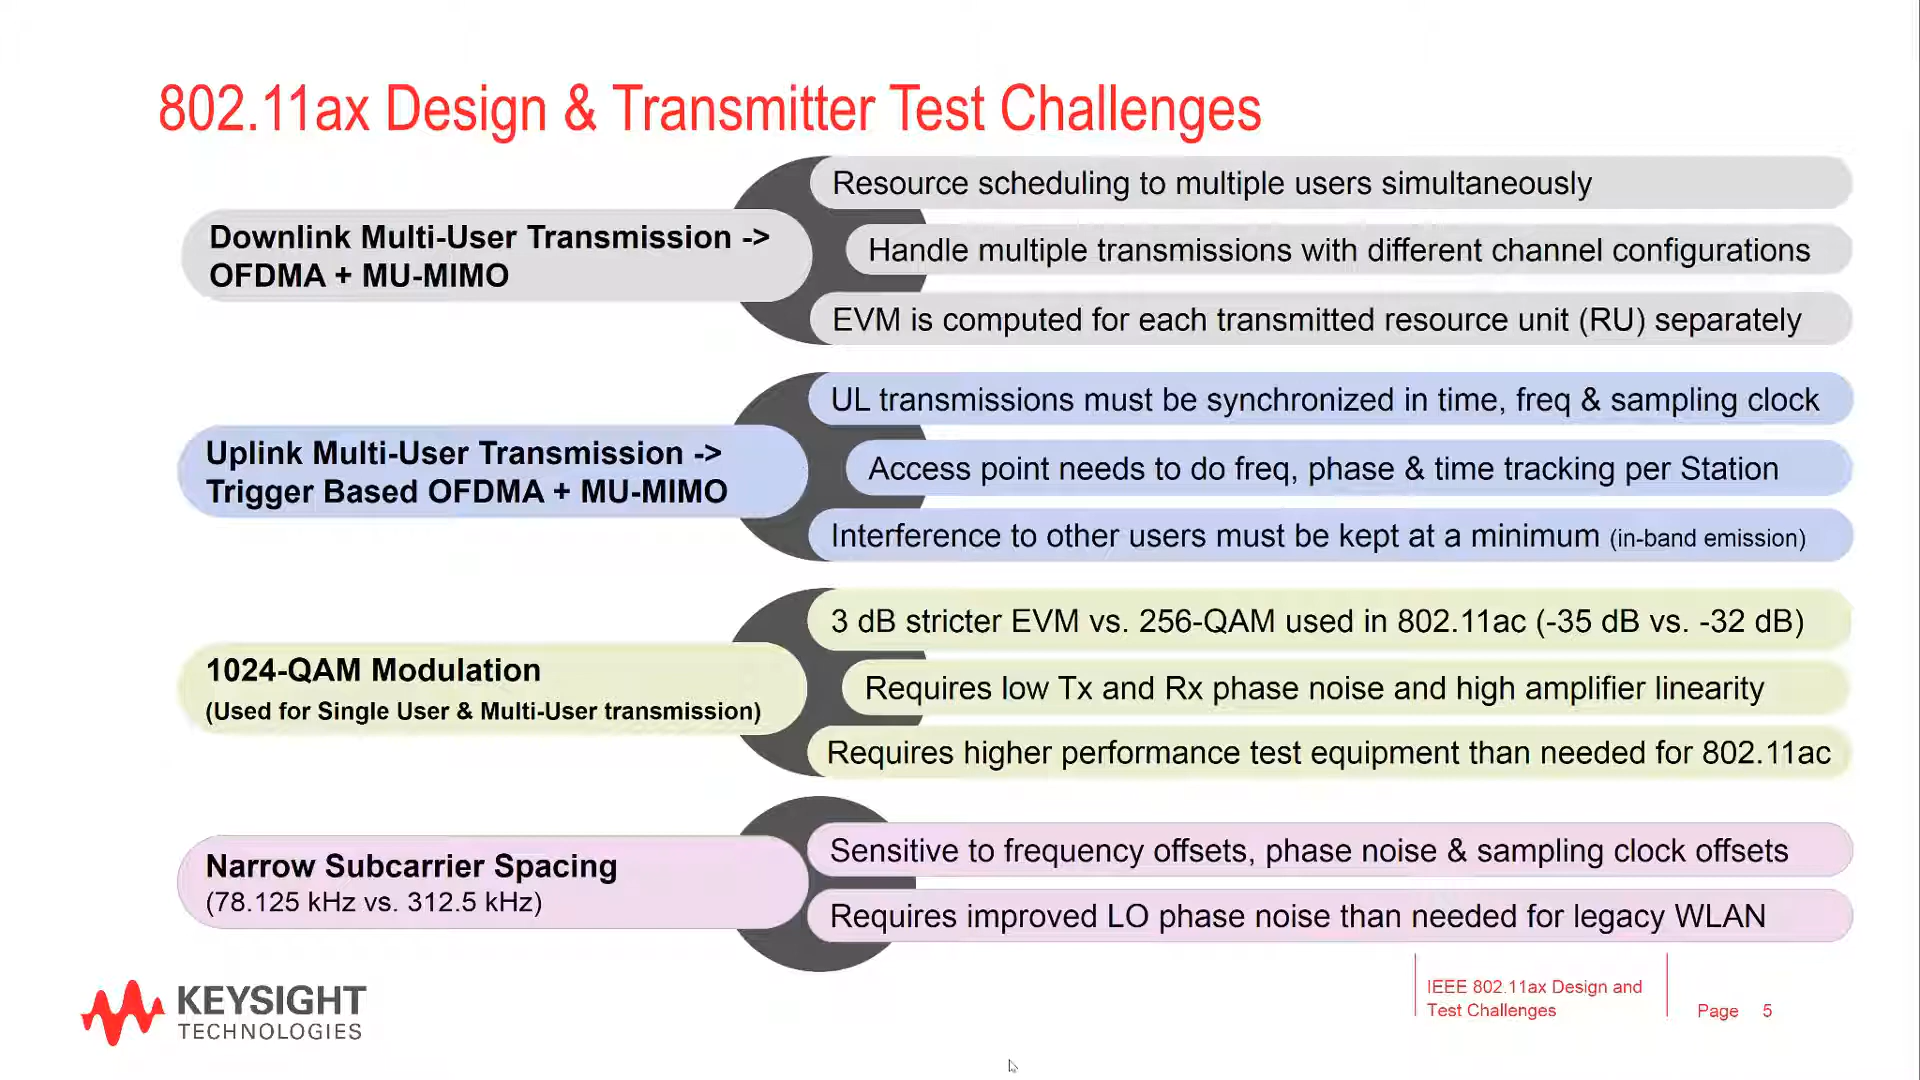 802.11ax Design & Transmitter Test Challenges
Downlink Multi-User Transmission ->
OFDMA + MU-MIMO
Resource scheduling to multiple users simultaneously
Handle multiple transmissions with different channel configurations
EVM is computed for each transmitted resource unit (RU) separately
Uplink Multi-User Transmission ->
Trigger Based OFDMA + MU-MIMO
UL transmissions must be synchronized in time, freq & sampling clock
Access point needs to do freq, phase & time tracking per Station
Interference to other users must be kept at a minimum (in-band emission)
1024-QAM Modulation
(Used for Single User & Multi-User transmission)
3 dB stricter EVM vs. 256-QAM used in 802.11ac (-35 dB vs. -32 dB)
Requires low Tx and Rx phase noise and high amplifier linearity
Requires higher performance test equipment than needed for 802.11ac
Narrow Subcarrier Spacing
(78.125 kHz vs. 312.5 kHz)
Sensitive to frequency offsets, phase noise & sampling clock offsets
Requires improved LO phase noise than needed for legacy WLAN
KEYSIGHT
TECHNOLOGIES
IEEE 802.11ax Design and
Test Challenges
Page 5